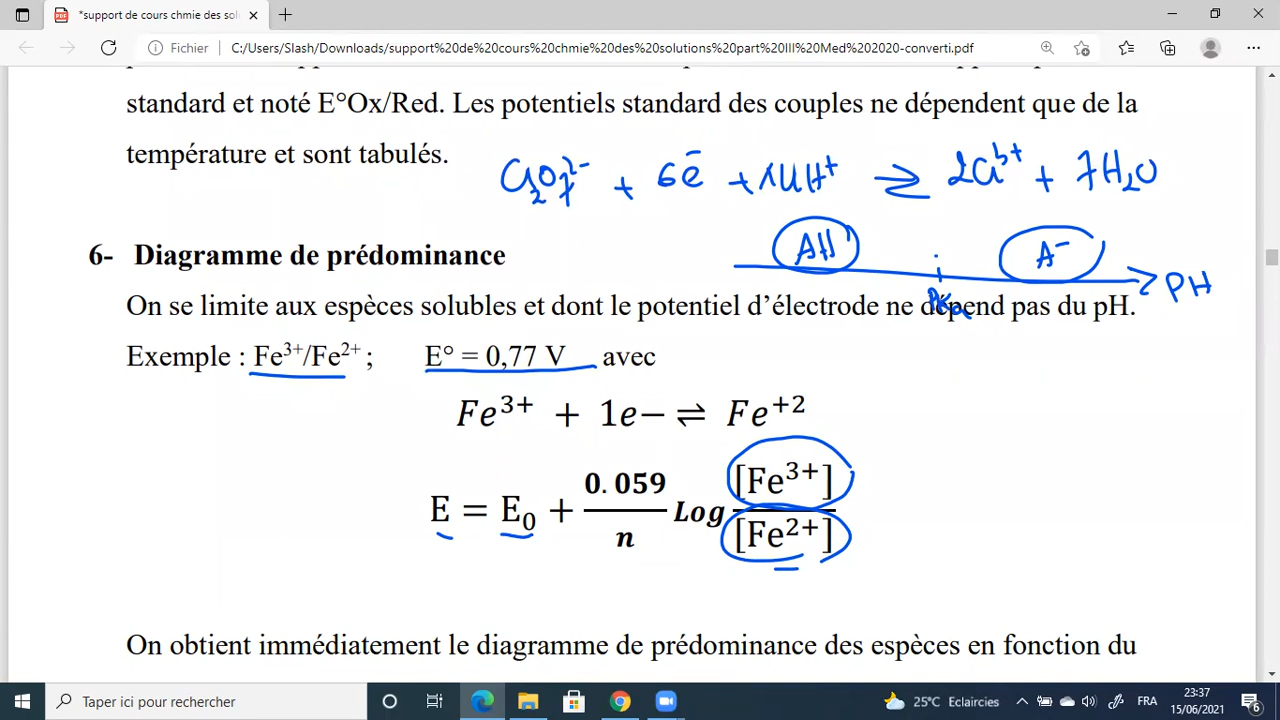 *support de cours chmie des sol
Fichier
C:/Users/Slash/Downloads/support%20de%20cours%20chmie%20des%20solutions%20part%20III%20Med%202020-converti.pdf
standard et noté E°Ox/Red. Les potentiels standard des couples ne dépendent que de la
température et sont tabulés.
Cr₂O₇²⁻ + 6e⁻ + 14H⁺ ⇌ 2Cr³⁺ + 7H₂O
6- Diagramme de prédominance
AH A⁻
pKa PH
On se limite aux espèces solubles et dont le potentiel d’électrode ne dépend pas du pH.
Exemple : Fe³⁺/Fe²⁺ ; E° = 0,77 V avec
Fe³⁺ + 1e− ⇌ Fe⁺²
E = E₀ + 0.059/n Log [Fe³⁺]/[Fe²⁺]
On obtient immédiatement le diagramme de prédominance des espèces en fonction du
Taper ici pour rechercher
25°C Eclaircies
FRA
23:37
15/06/2021
6